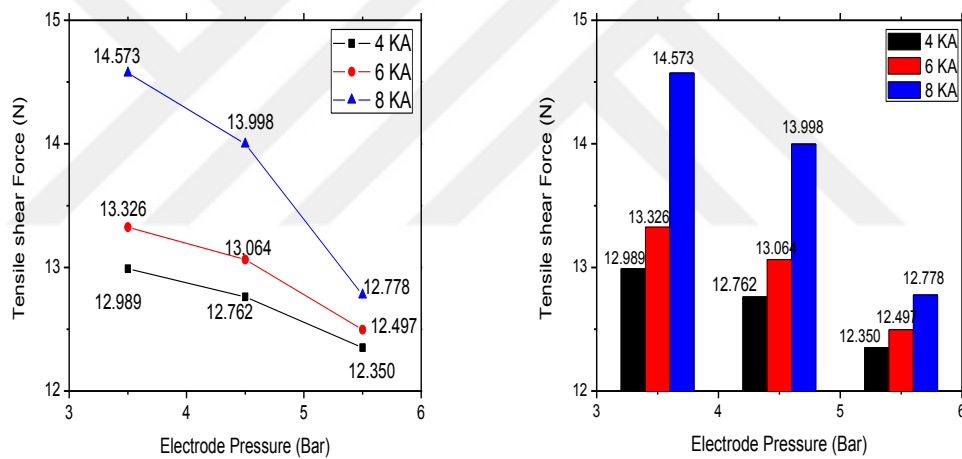 15
14
13
12
Tensile shear Force (N)
14.573
13.998
13.326
13.064
12.989
12.762
12.778
12.497
12.350
4 KA
6 KA
8 KA
3 4 5 6
Electrode Pressure (Bar)
15
14
13
12
Tensile shear Force (N)
4 KA
6 KA
8 KA
14.573
13.998
13.326
12.989
13.064
12.762
12.778
12.497
12.350
3 4 5 6
Electrode Pressure (Bar)